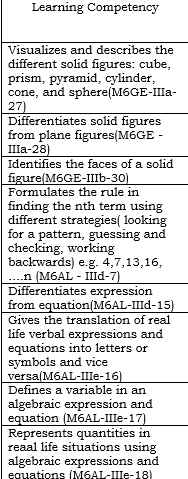 Learning Competency
Visualizes and describes the
different solid figures: cube,
prism, pyramid, cylinder,
cone, and sphere(M6GE-IIIa-
27)
Differentiates solid figures
from plane figures(M6GE -
IIIa-28)
Identifies the faces of a solid
figure(M6GE-IIIb-30)
Formulates the rule in
finding the nth term using
different strategies( looking
for a pattern, guessing and
checking, working
backwards) e.g. 4,7,13,16,
....n (M6AL - IIId-7)
Differentiates expression
from equation(M6AL-IIId-15)
Gives the translation of real
life verbal expressions and
equations into letters or
symbols and vice
versa(M6AL-IIIe-16)
Defines a variable in an
algebraic expression and
equation (M6AL-IIIe-17)
Represents quantities in
reaal life situations using
algebraic expressions and
equations (M6AL-IIIe-18)